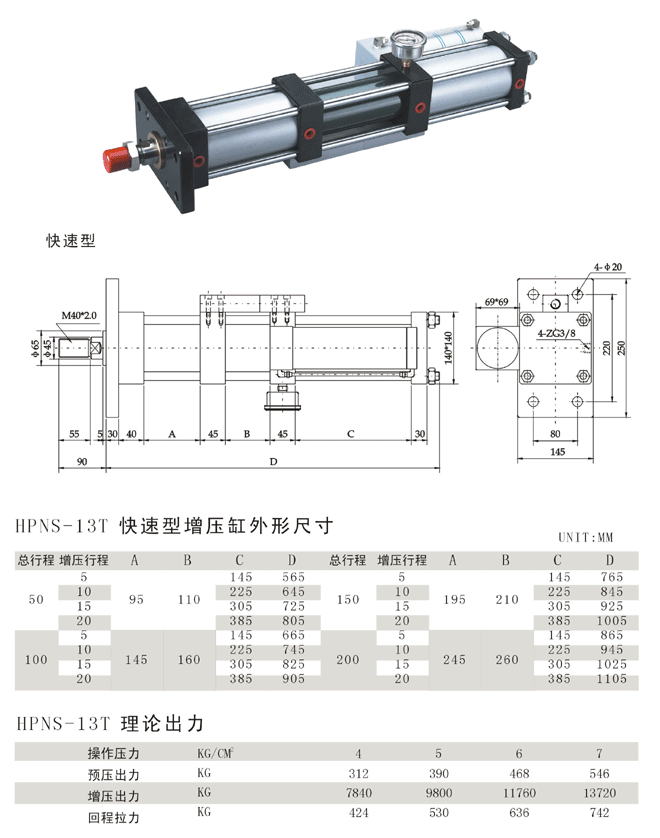 快速型
4-Φ20
M40*2.0
69*69
Φ65
Φ45
140*140
4-ZG3/8
220
250
55
5
30
40
A
45
B
45
C
30
80
90
D
145
HPNS-13T 快速型增压缸外形尺寸
UNIT:MM
总行程 增压行程 A B C D 总行程 增压行程 A B C D
50 5 95 110 145 565 150 5 195 210 145 765
10 225 645 10 225 845
15 305 725 15 305 925
20 385 805 20 385 1005
100 5 145 160 145 665 200 5 245 260 145 865
10 225 745 10 225 945
15 305 825 15 305 1025
20 385 905 20 385 1105
HPNS-13T 理论出力
操作压力 KG/CM² 4 5 6 7
预压出力 KG 312 390 468 546
增压出力 KG 7840 9800 11760 13720
回程拉力 KG 424 530 636 742